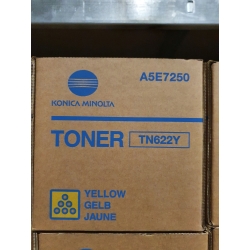 A5E7250
KONICA MINOLTA
TONER TN622Y
YELLOW
GELB
JAUNE